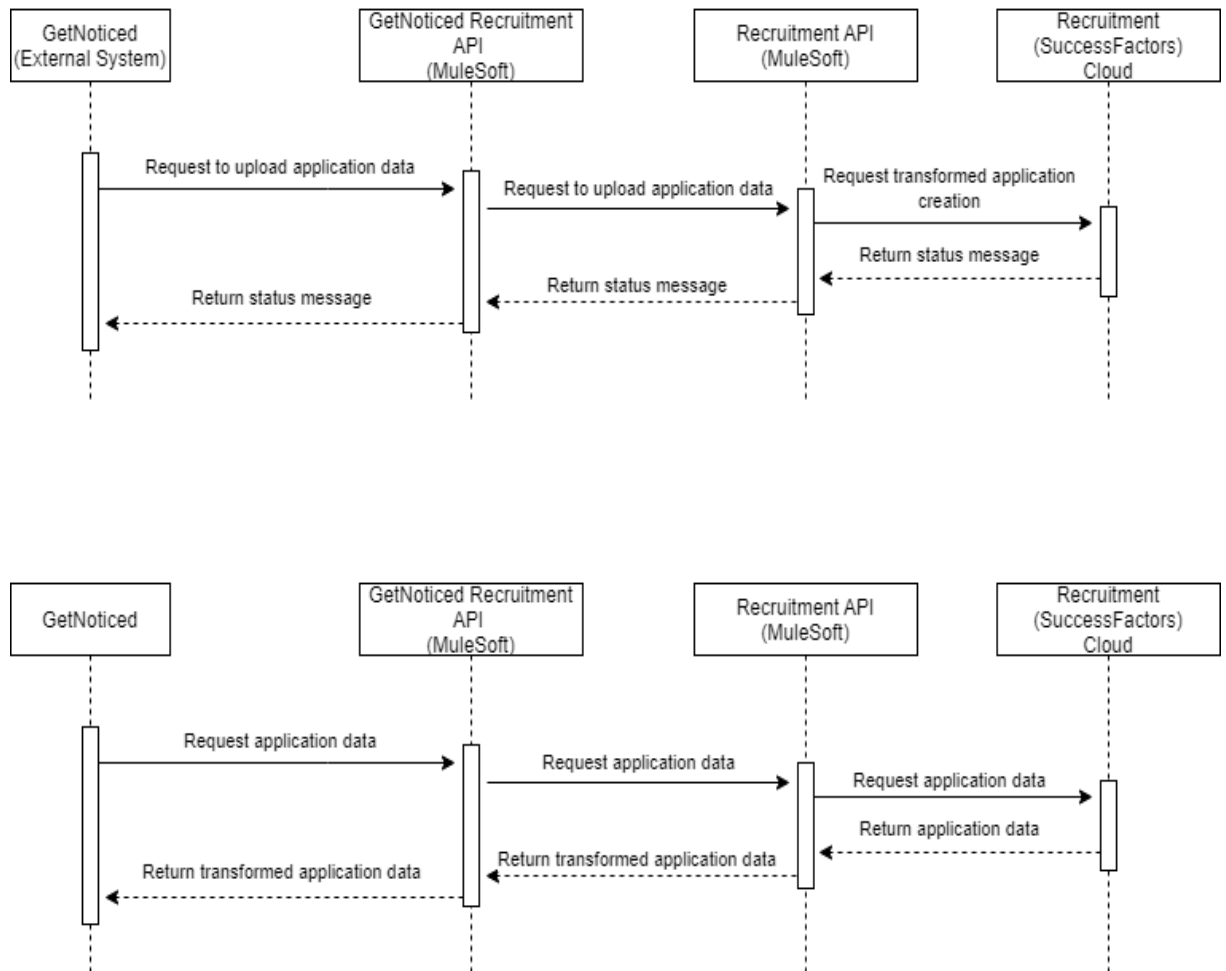 GetNoticed
(External System)
GetNoticed Recruitment
API
(MuleSoft)
Recruitment API
(MuleSoft)
Recruitment
(SuccessFactors)
Cloud
Request to upload application data
Request to upload application data
Request transformed application
creation
Return status message
Return status message
Return status message
GetNoticed
GetNoticed Recruitment
API
(MuleSoft)
Recruitment API
(MuleSoft)
Recruitment
(SuccessFactors)
Cloud
Request application data
Request application data
Request application data
Return application data
Return transformed application data
Return transformed application data